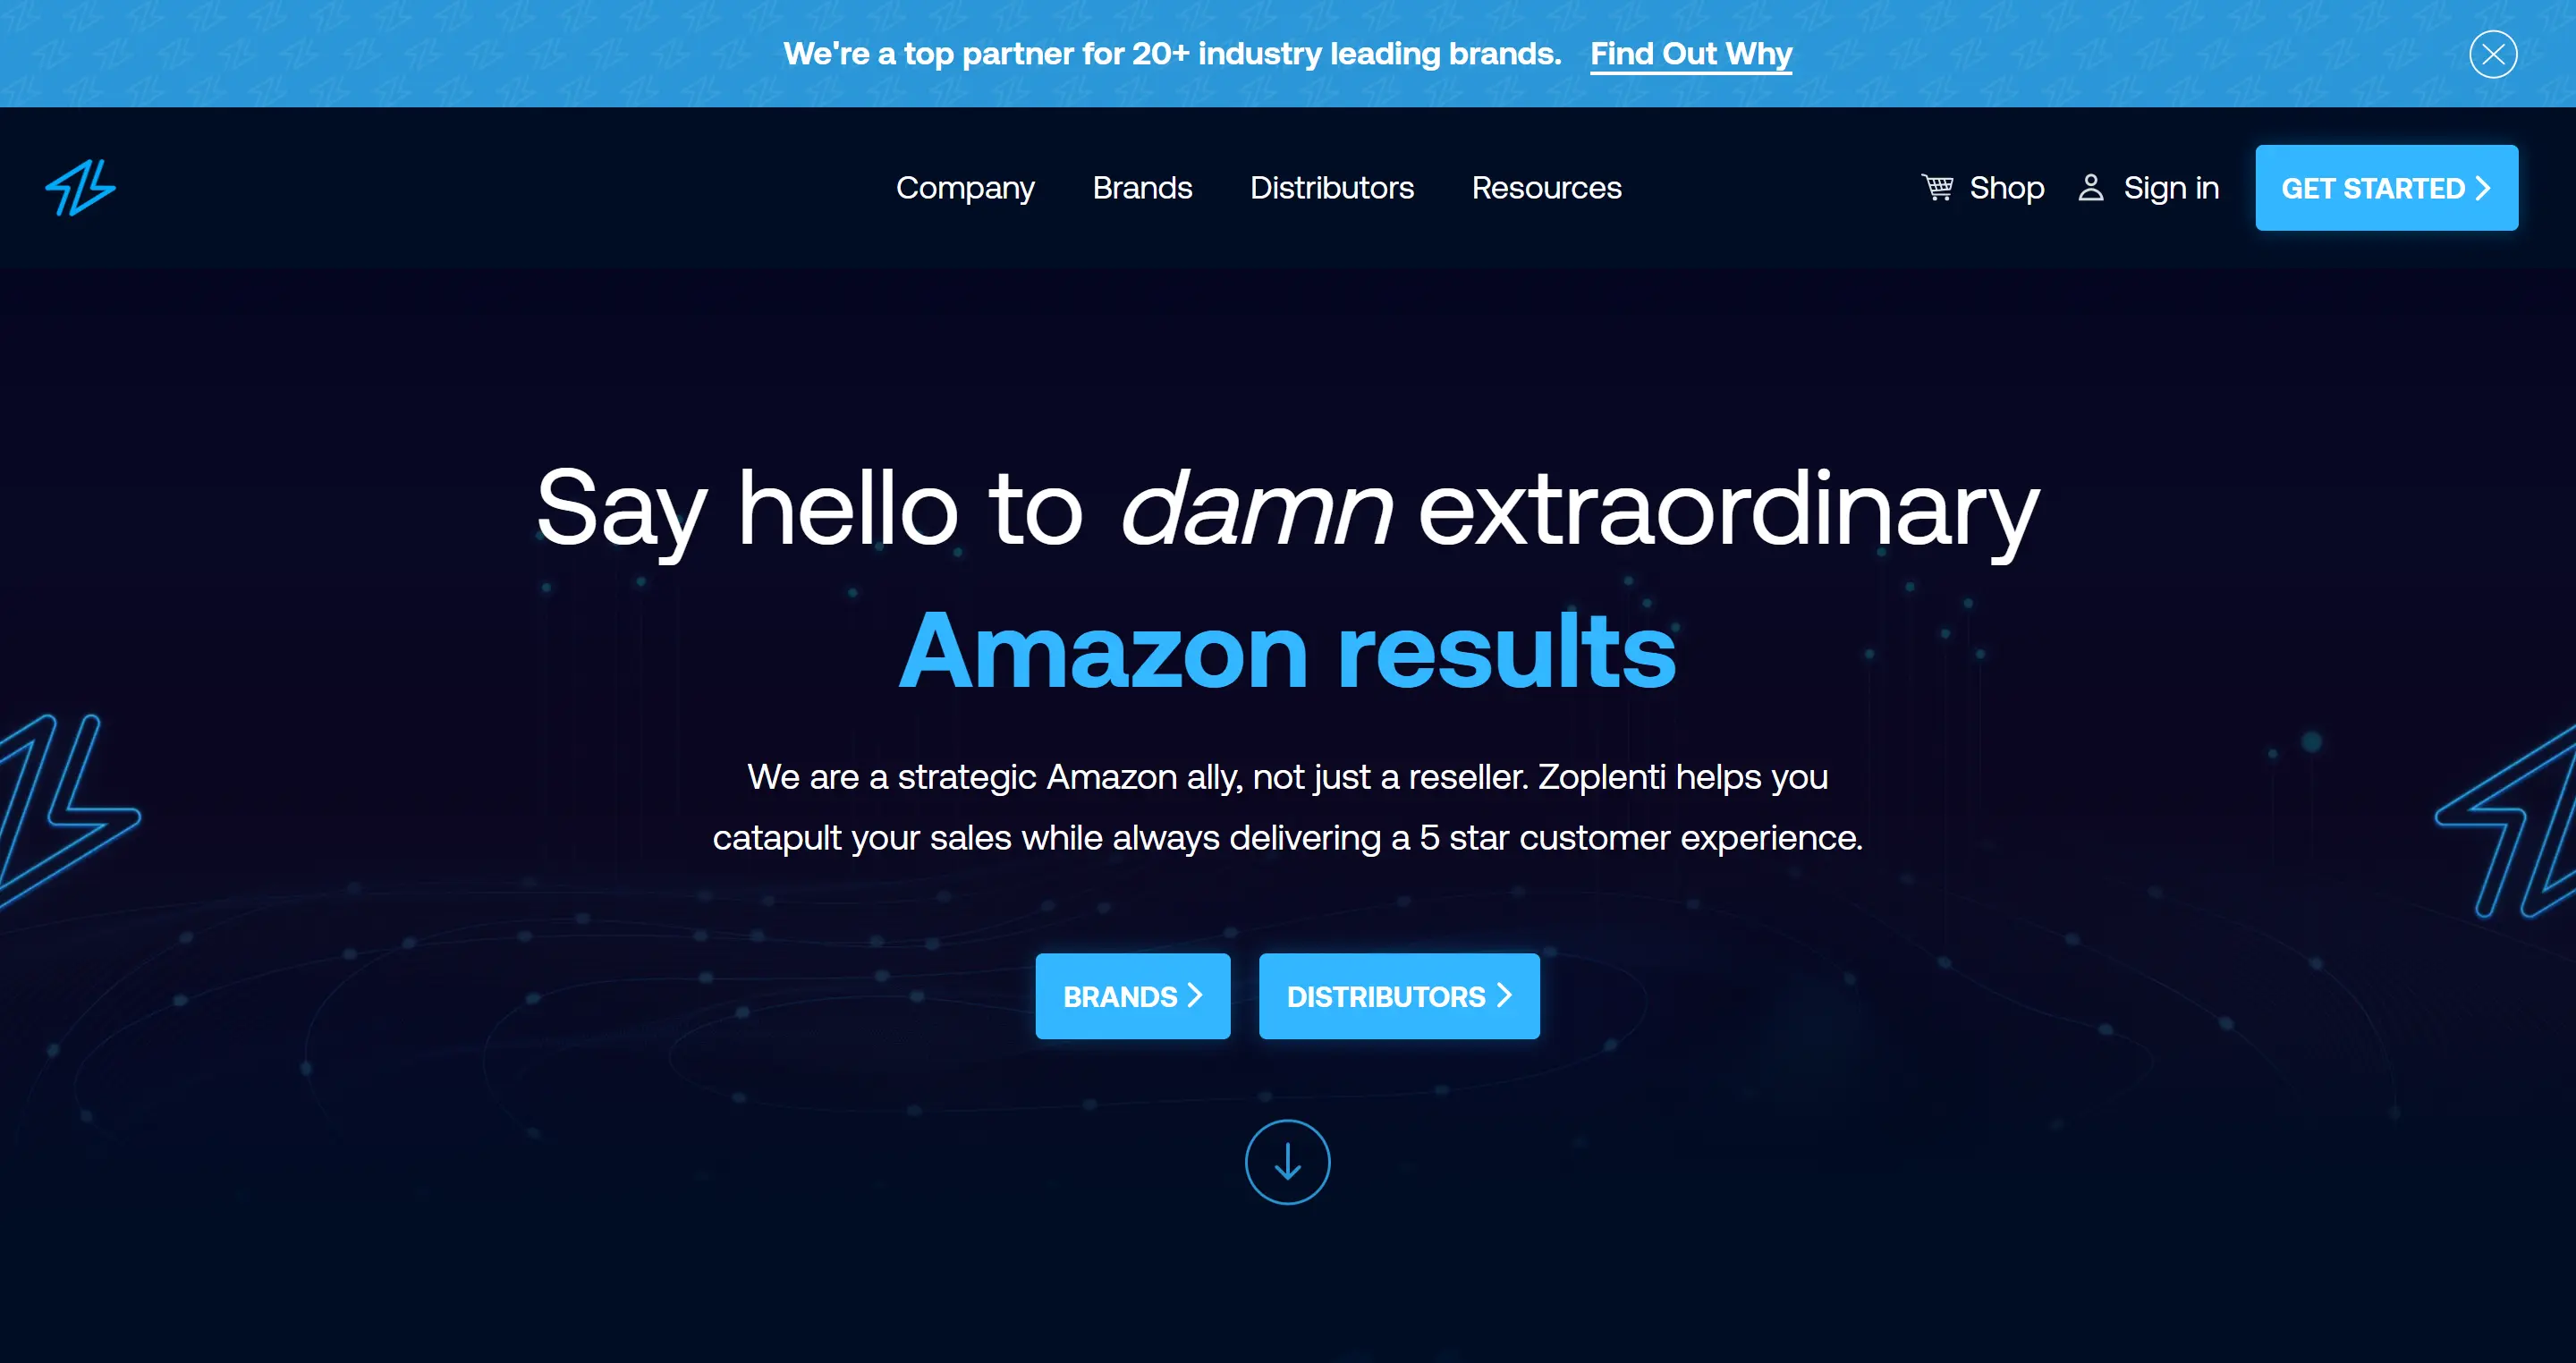 We're a top partner for 20+ industry leading brands. Find Out Why
Company Brands Distributors Resources Shop Sign in GET STARTED
Say hello to damn extraordinary
Amazon results
We are a strategic Amazon ally, not just a reseller. Zoplenti helps you
catapult your sales while always delivering a 5 star customer experience.
BRANDS DISTRIBUTORS